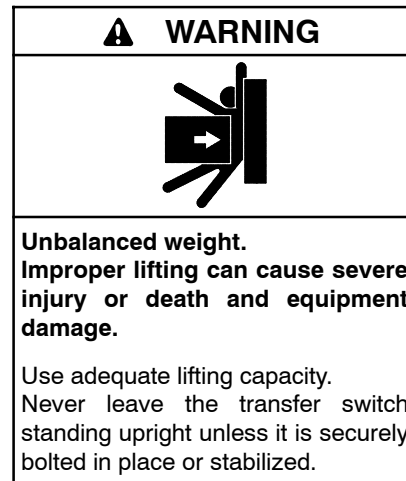 WARNING
Unbalanced weight.
Improper lifting can cause severe
injury or death and equipment
damage.
Use adequate lifting capacity.
Never leave the transfer switch
standing upright unless it is securely
bolted in place or stabilized.